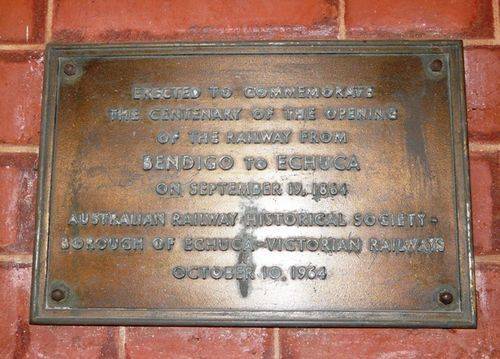 ERECTED TO COMMEMORATE
THE CENTENARY OF THE OPENING
OF THE RAILWAY FROM
BENDIGO TO ECHUCA
ON SEPTEMBER 19, 1864
AUSTRALIAN RAILWAY HISTORICAL SOCIETY-
BOROUGH OF ECHUCA-VICTORIAN RAILWAYS
OCTOBER 10, 1964